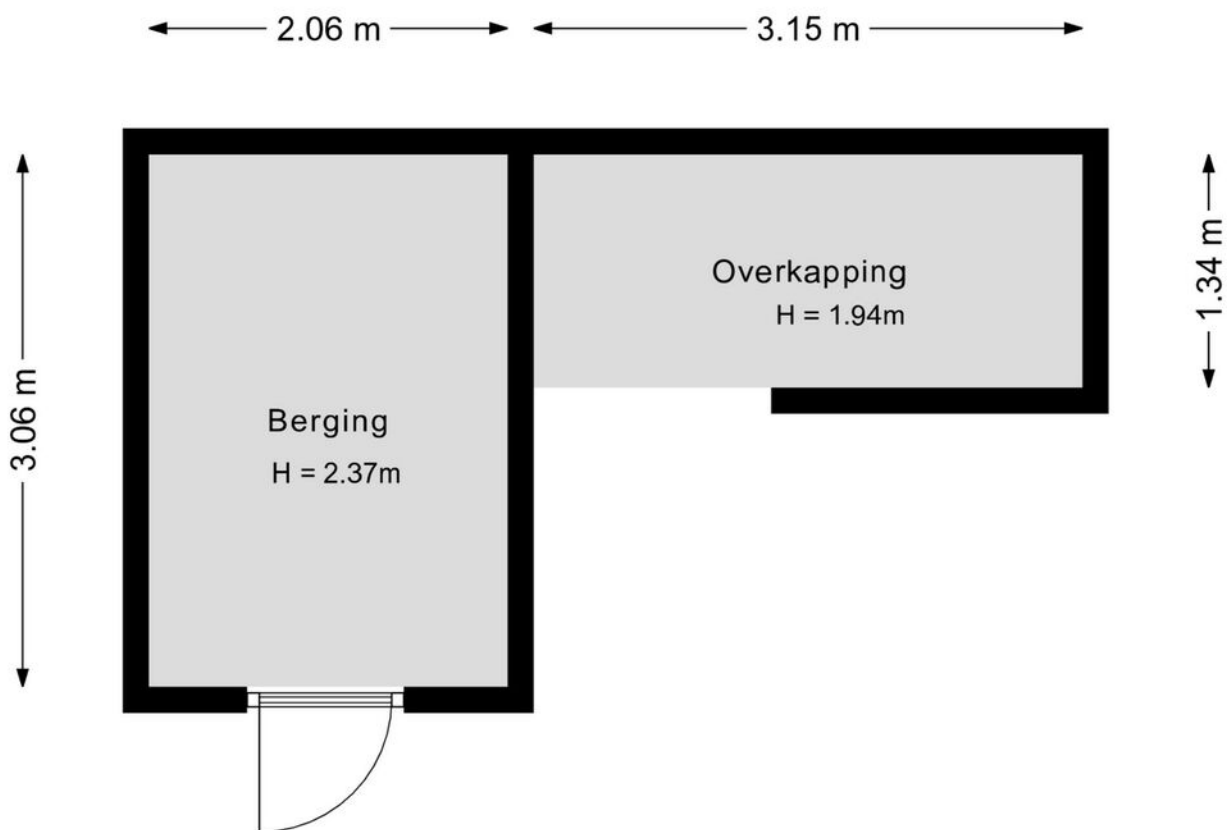 2.06 m
3.15 m
3.06 m
1.34 m
Overkapping
H = 1.94m
Berging
H = 2.37m